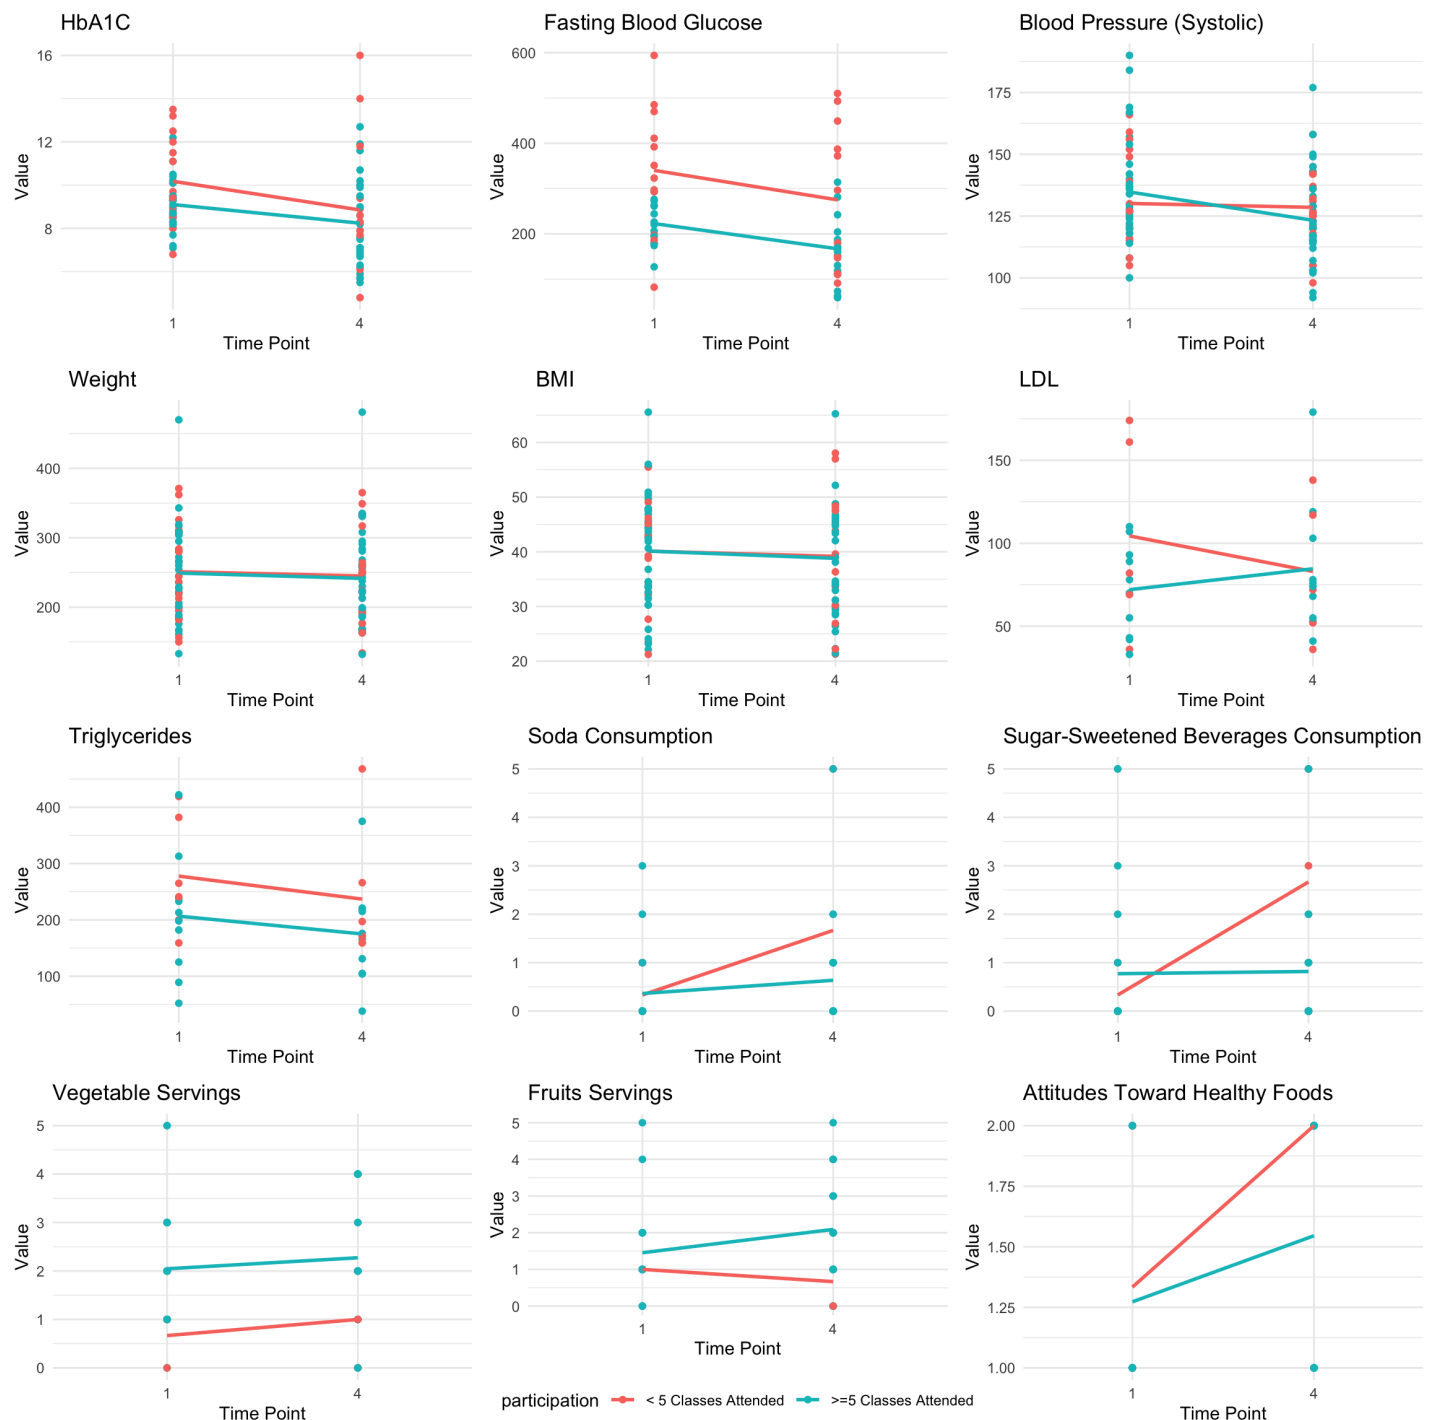 HbA1C
Fasting Blood Glucose
Blood Pressure (Systolic)
16
12
8
Value
1 4
Time Point
600
400
200
Value
1 4
Time Point
175
150
125
100
Value
1 4
Time Point
Weight
BMI
LDL
400
300
200
Value
1 4
Time Point
60
50
40
30
20
Value
1 4
Time Point
150
100
50
Value
1 4
Time Point
Triglycerides
Soda Consumption
Sugar-Sweetened Beverages Consumption
400
300
200
100
Value
1 4
Time Point
5
4
3
2
1
0
Value
1 4
Time Point
5
4
3
2
1
0
Value
1 4
Time Point
Vegetable Servings
Fruits Servings
Attitudes Toward Healthy Foods
5
4
3
2
1
0
Value
1 4
Time Point
5
4
3
2
1
0
Value
1 4
Time Point
2.00
1.75
1.50
1.25
1.00
Value
1 4
Time Point
participation < 5 Classes Attended >=5 Classes Attended